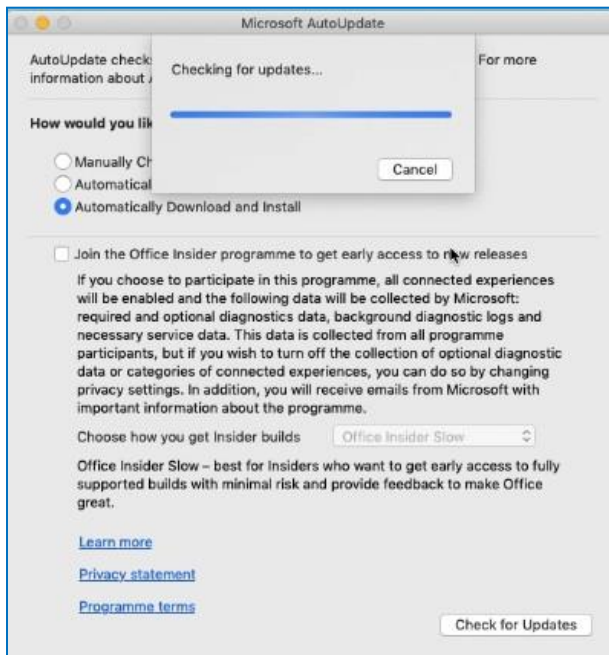 Microsoft AutoUpdate
AutoUpdate check
For more
information about
Checking for updates...
Cancel
How would you lik
Manually Ch
Automatical
Automatically Download and Install
Join the Office Insider programme to get early access to new releases
If you choose to participate in this programme, all connected experiences
will be enabled and the following data will be collected by Microsoft:
required and optional diagnostics data, background diagnostic logs and
necessary service data. This data is collected from all programme
participants, but if you wish to turn off the collection of optional diagnostic
data or categories of connected experiences, you can do so by changing
privacy settings. In addition, you will receive emails from Microsoft with
important information about the programme.
Choose how you get Insider builds Office Insider Slow
Office Insider Slow – best for Insiders who want to get early access to fully
supported builds with minimal risk and provide feedback to make Office
great.
Learn more
Privacy statement
Programme terms
Check for Updates